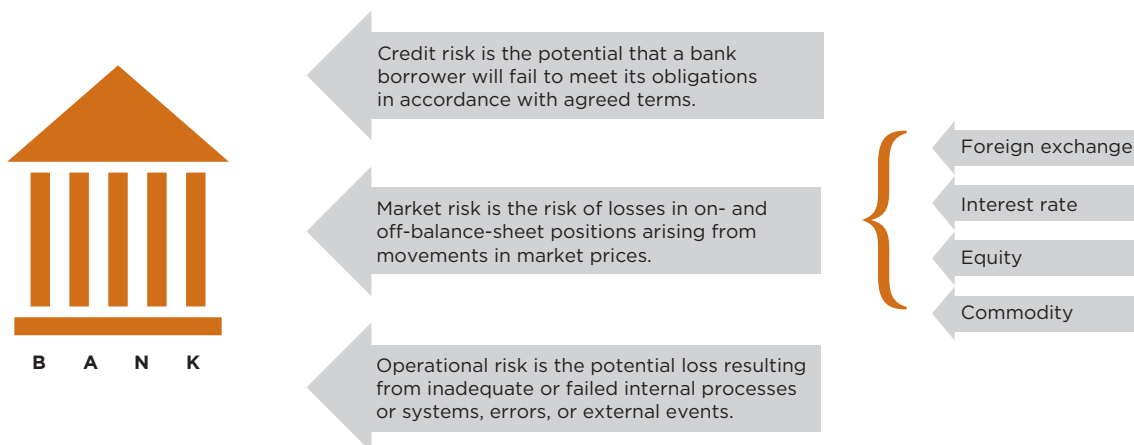 Credit risk is the potential that a bank
borrower will fail to meet its obligations
in accordance with agreed terms.
Market risk is the risk of losses in on- and
off-balance-sheet positions arising from
movements in market prices.
Operational risk is the potential loss resulting
from inadequate or failed internal processes
or systems, errors, or external events.
Foreign exchange
Interest rate
Equity
Commodity
B A N K